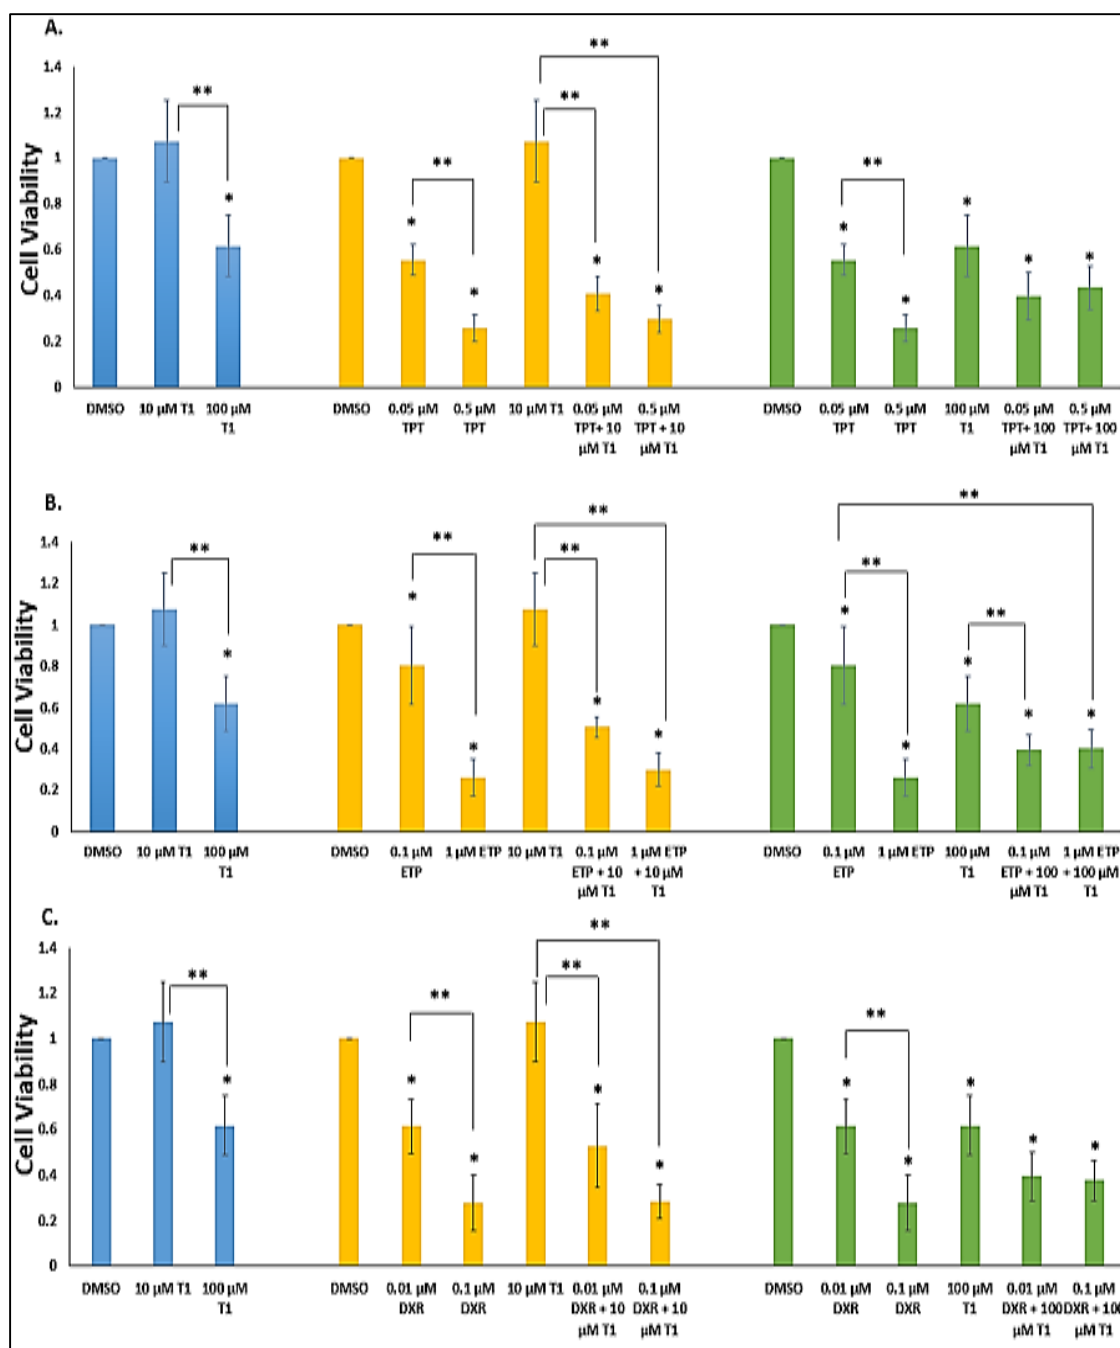 A.
Cell Viability
1.4
1.2
1
0.8
0.6
0.4
0.2
0
** * ** * * ** ** * * ** * * * * *
DMSO 10 µM T1 100 µM DMSO 0.05 µM 0.5 µM 10 µM T1 0.05 µM 0.5 µM DMSO 0.05 µM 0.5 µM 100 µM 0.05 µM 0.5 µM
T1 TPT TPT TPT+ 10 TPT + 10 TPT TPT T1 TPT+ 100 TPT+ 100
µM T1 µM T1 µM T1 µM T1
B.
Cell Viability
1.4
1.2
1
0.8
0.6
0.4
0.2
0
** * ** * * ** ** * * ** ** ** * * * * *
DMSO 10 µM T1 100 µM DMSO 0.1 µM 1 µM ETP 10 µM T1 0.1 µM 1 µM ETP DMSO 0.1 µM 1 µM ETP 100 µM 0.1 µM 1 µM ETP
T1 ETP ETP + 10 + 10 µM ETP T1 ETP + 100 + 100 µM
µM T1 T1 µM T1 T1
C.
Cell Viability
1.4
1.2
1
0.8
0.6
0.4
0.2
0
** * ** * * ** ** * * ** * * * * *
DMSO 10 µM T1 100 µM DMSO 0.01 µM 0.1 µM 10 µM T1 0.01 µM 0.1 µM DMSO 0.01 µM 0.1 µM 100 µM 0.01 µM 0.1 µM
T1 DXR DXR DXR + 10 DXR + 10 DXR DXR T1 DXR + 100 DXR + 100
µM T1 µM T1 µM T1 µM T1